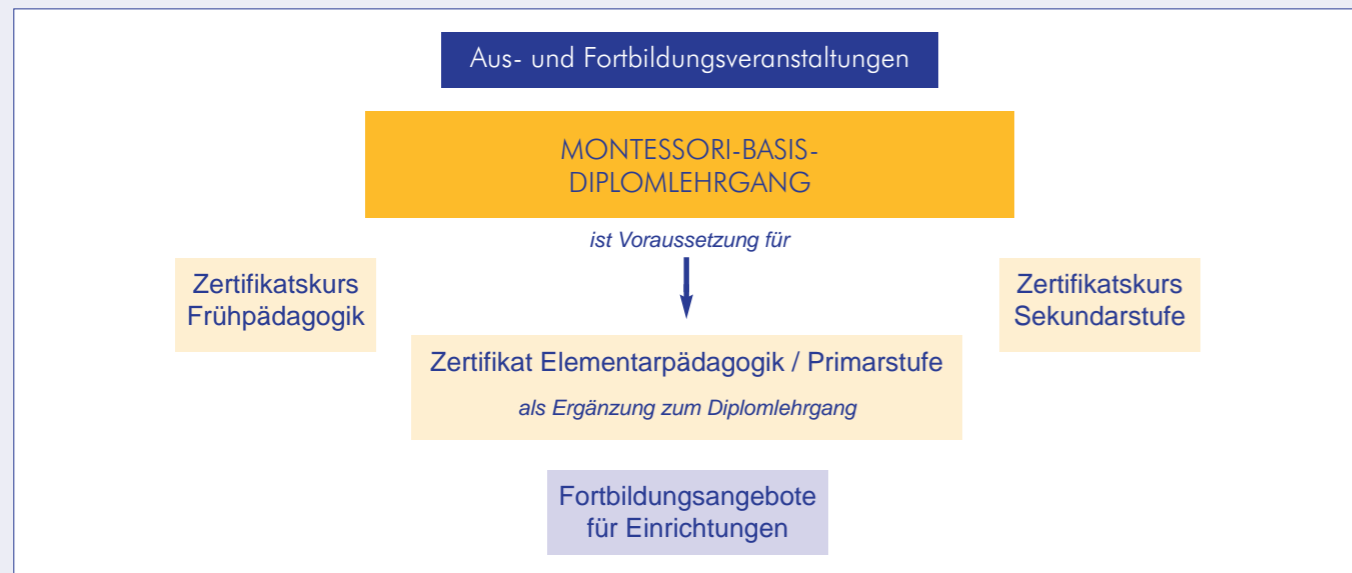 Aus- und Fortbildungsveranstaltungen
MONTESSORI-BASIS-
DIPLOMLEHRGANG
ist Voraussetzung für
Zertifikatskurs
Frühpädagogik
Zertifikatskurs
Sekundarstufe
Zertifikat Elementarpädagogik / Primarstufe
als Ergänzung zum Diplomlehrgang
Fortbildungsangebote
für Einrichtungen